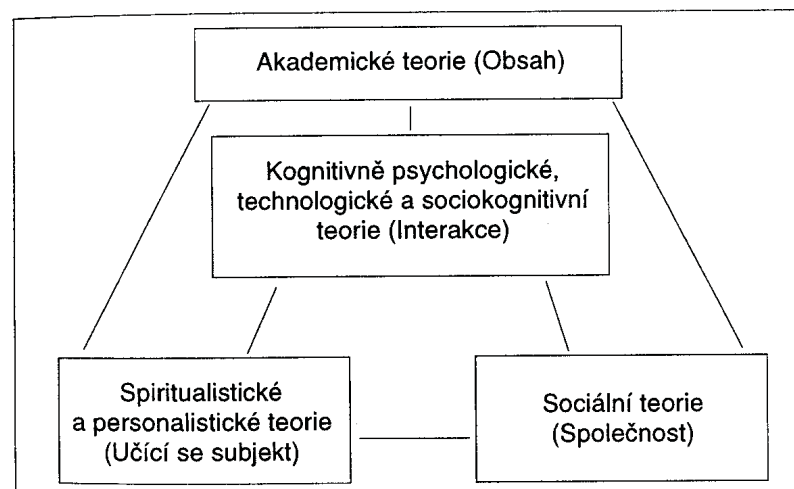 Akademické teorie (Obsah)
Kognitivně psychologické,
technologické a sociokognitivní
teorie (Interakce)
Spiritualistické
a personalistické teorie
(Učící se subjekt)
Sociální teorie
(Společnost)